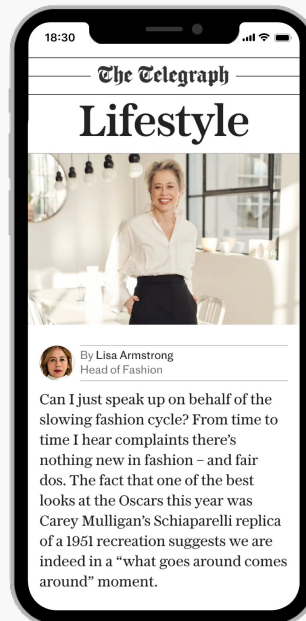 18:30
The Telegraph
Lifestyle
By Lisa Armstrong
Head of Fashion
Can I just speak up on behalf of the
slowing fashion cycle? From time to
time I hear complaints there’s
nothing new in fashion – and fair
dos. The fact that one of the best
looks at the Oscars this year was
Carey Mulligan’s Schiaparelli replica
of a 1951 recreation suggests we are
indeed in a “what goes around comes
around” moment.